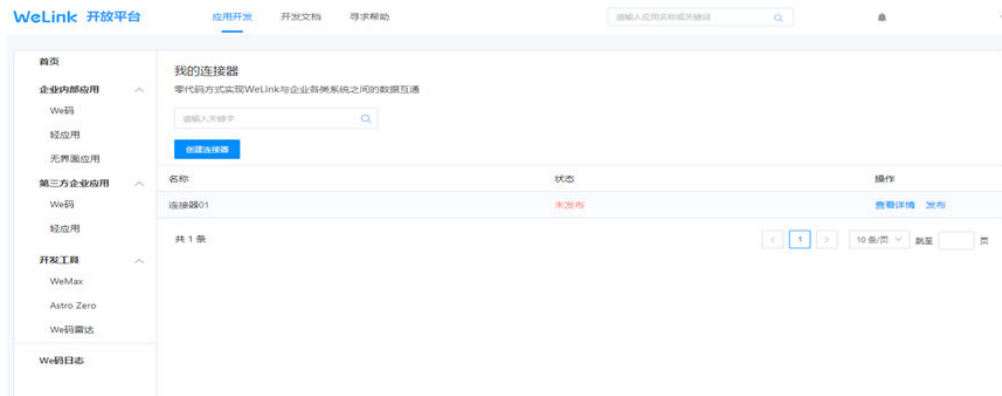 WeLink 开放平台
应用开发
开发文档
寻求帮助
请输入应用名称或关键词
首页
企业内部应用
We码
轻应用
无界面应用
第三方企业应用
We码
轻应用
开发工具
WeMax
Astro Zero
We码雷达
We码日志
我的连接器
零代码方式实现WeLink与企业各类系统之间的数据互通
请输入关键字
创建连接器
名称 状态 操作
连接器01 未发布 查看详情 发布
共 1 条 < 1 > 10 条/页 跳至 页